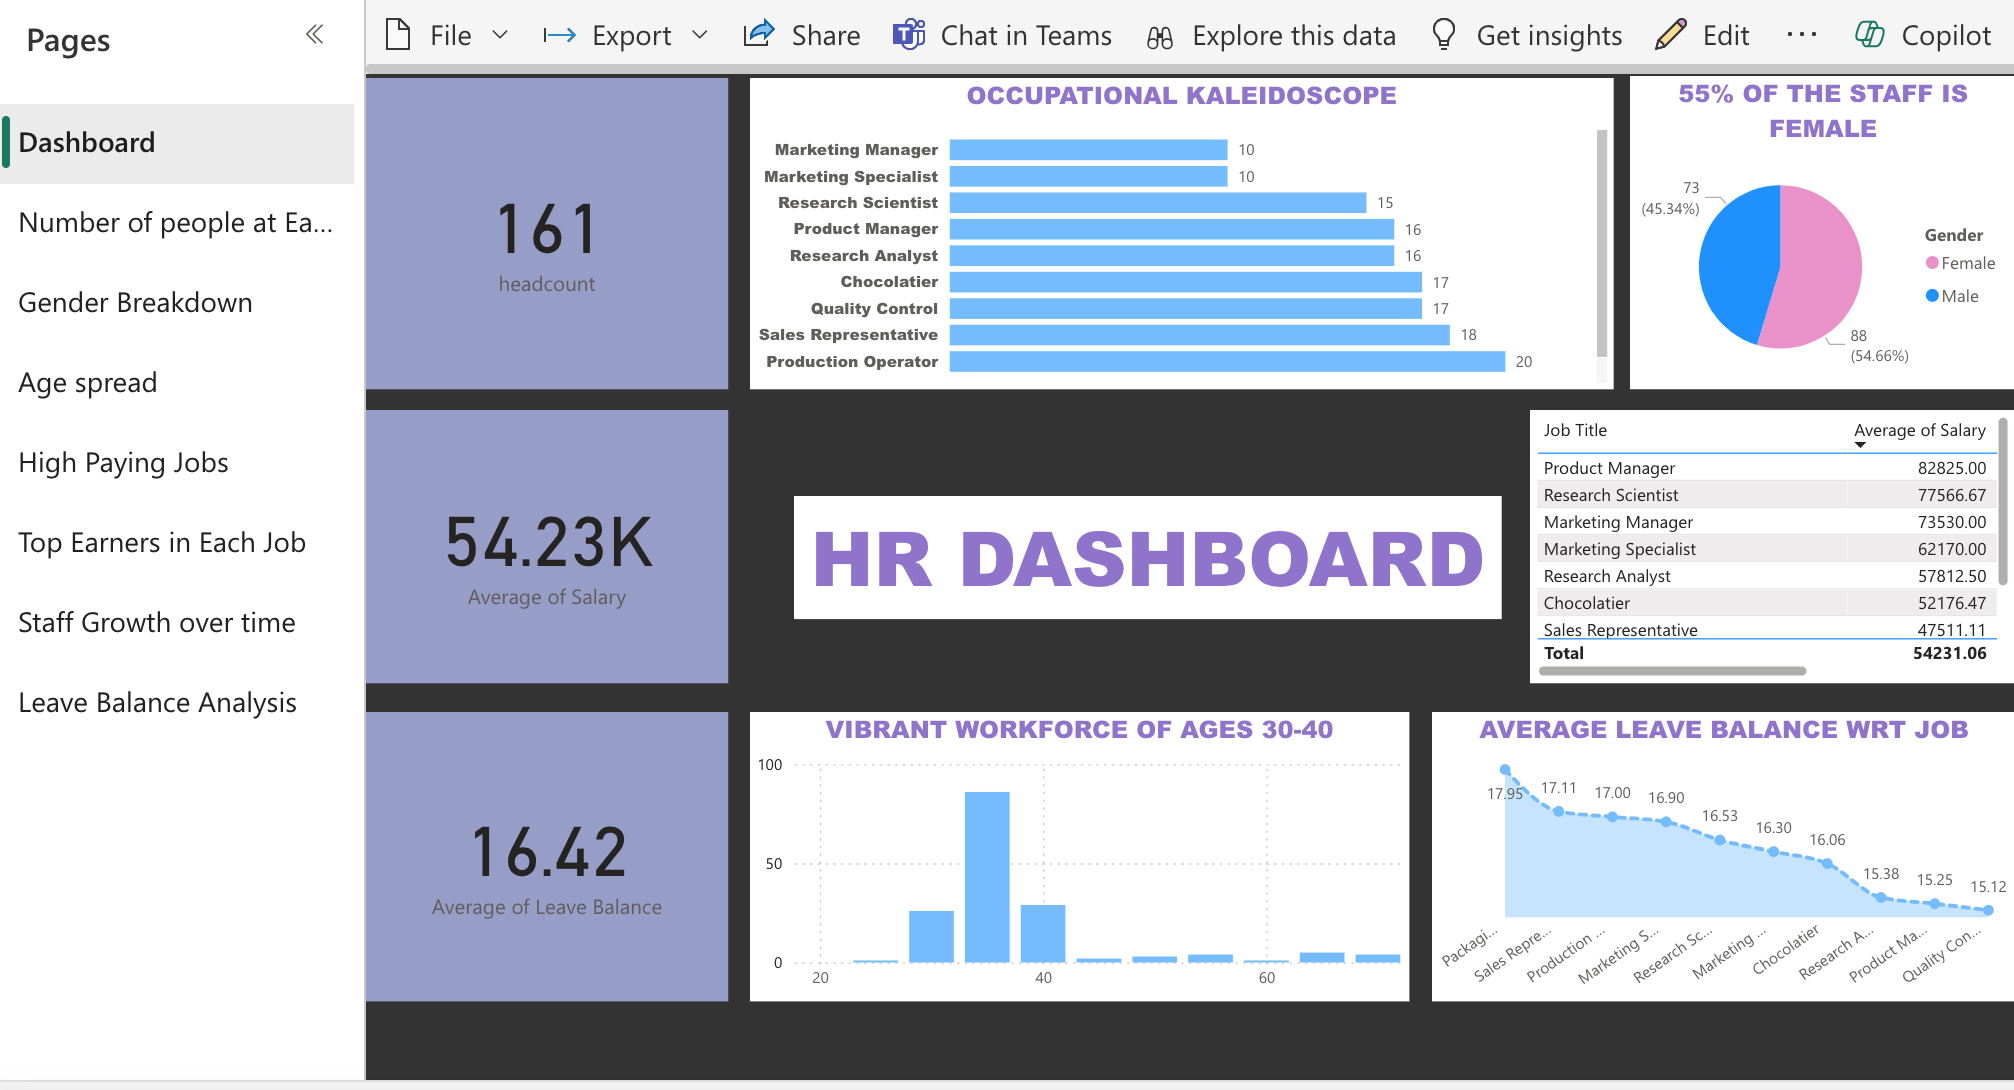 Pages
File
Export
Share
Chat in Teams
Explore this data
Get insights
Edit
Copilot
Dashboard
Number of people at Ea...
Gender Breakdown
Age spread
High Paying Jobs
Top Earners in Each Job
Staff Growth over time
Leave Balance Analysis
161
headcount
OCCUPATIONAL KALEIDOSCOPE
Marketing Manager 10
Marketing Specialist 10
Research Scientist 15
Product Manager 16
Research Analyst 16
Chocolatier 17
Quality Control 17
Sales Representative 18
Production Operator 20
55% OF THE STAFF IS
FEMALE
73
(45.34%)
88
(54.66%)
Gender
Female
Male
54.23K
Average of Salary
HR DASHBOARD
Job Title Average of Salary
Product Manager 82825.00
Research Scientist 77566.67
Marketing Manager 73530.00
Marketing Specialist 62170.00
Research Analyst 57812.50
Chocolatier 52176.47
Sales Representative 47511.11
Total 54231.06
16.42
Average of Leave Balance
VIBRANT WORKFORCE OF AGES 30-40
100
50
0
20 40 60
AVERAGE LEAVE BALANCE WRT JOB
17.95 17.11 17.00 16.90 16.53 16.30 16.06 15.38 15.25 15.12
Packagi... Sales Repre... Production ... Marketing S... Research Sc... Marketing ... Chocolatier Research A... Product Ma... Quality Con...